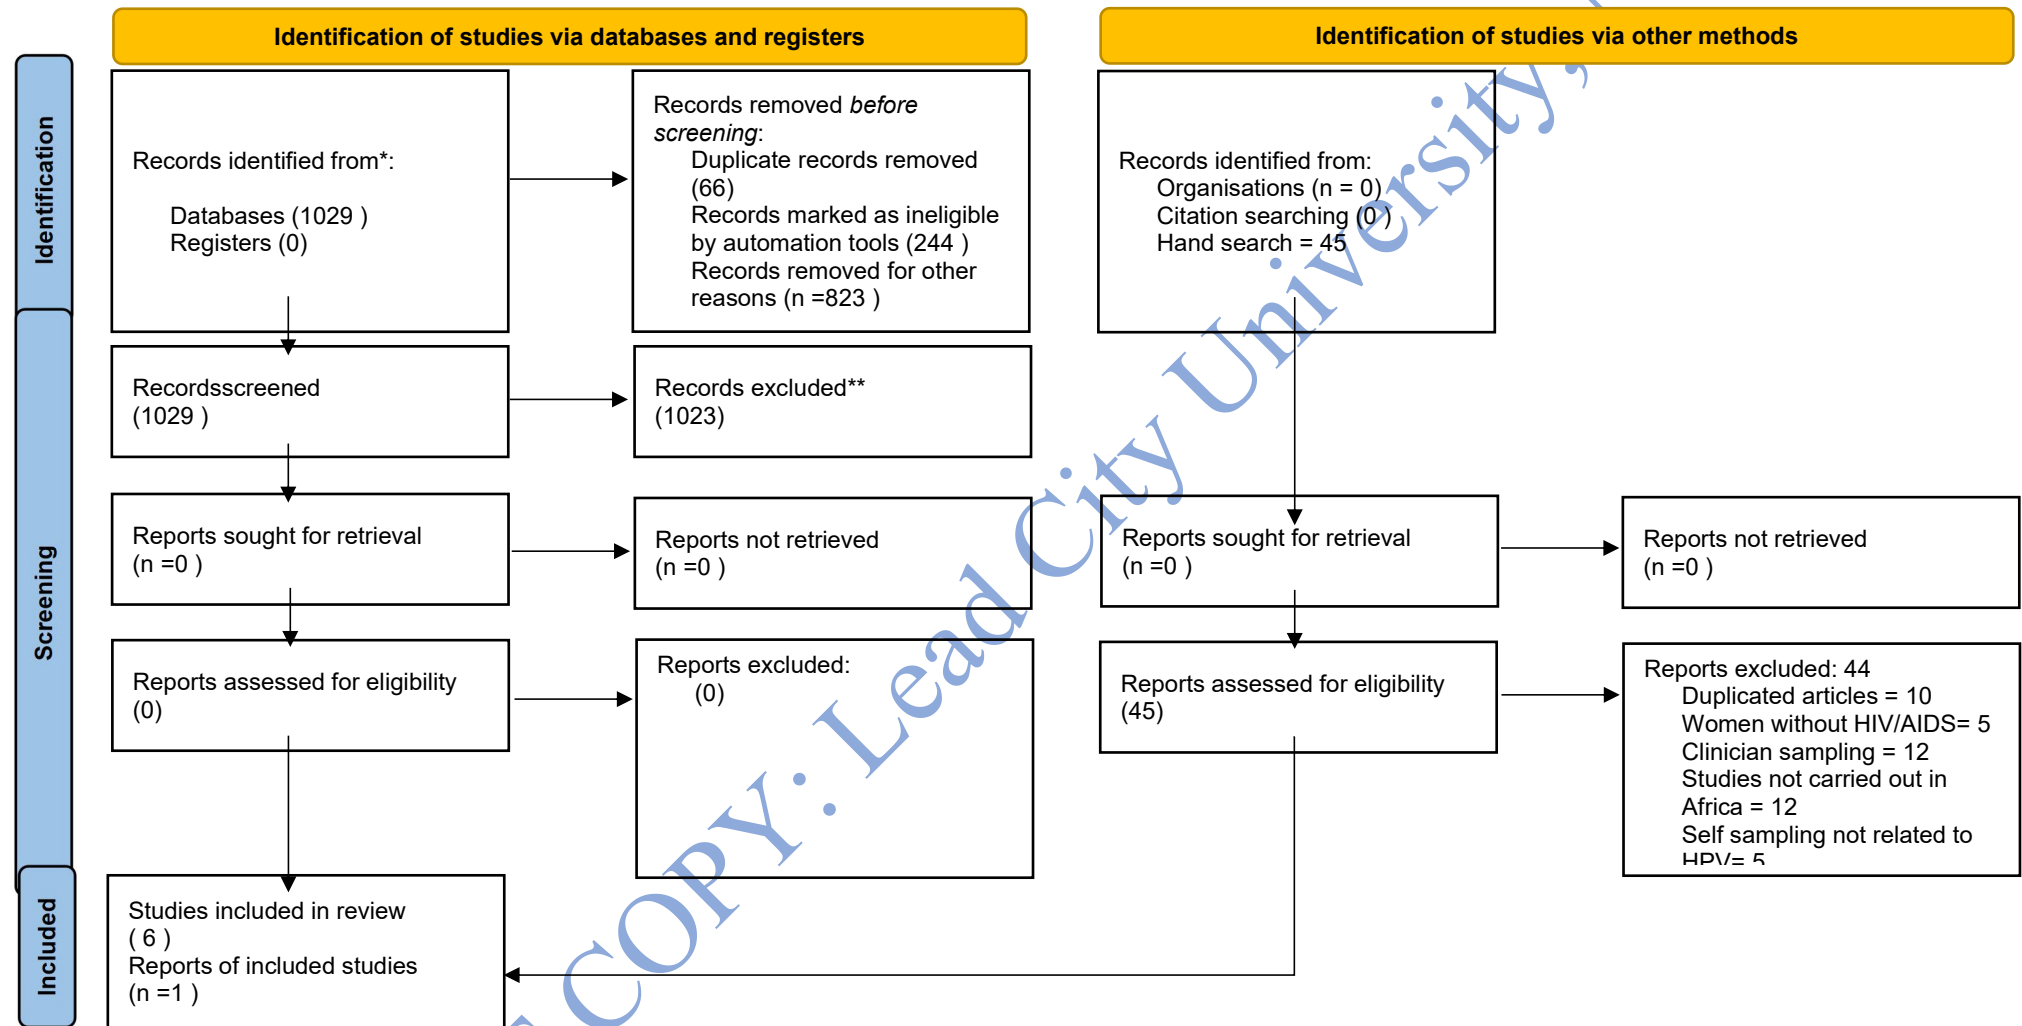 Identification of studies via databases and registers
Identification of studies via other methods
Identification
Records identified from*:
Databases (1029 )
Registers (0)
Records removed before
screening:
Duplicate records removed
(66)
Records marked as ineligible
by automation tools (244 )
Records removed for other
reasons (n =823 )
Records identified from:
Organisations (n = 0)
Citation searching (0 )
Hand search = 45
Screening
Recordsscreened
(1029 )
Records excluded**
(1023)
Reports sought for retrieval
(n =0 )
Reports not retrieved
(n =0 )
Reports sought for retrieval
(n =0 )
Reports not retrieved
(n =0 )
Reports assessed for eligibility
(0)
Reports excluded:
(0)
Reports assessed for eligibility
(45)
Reports excluded: 44
Duplicated articles = 10
Women without HIV/AIDS= 5
Clinician sampling = 12
Studies not carried out in
Africa = 12
Self sampling not related to
HPV= 5
Included
Studies included in review
( 6 )
Reports of included studies
(n =1 )
COPY: Lead City University,